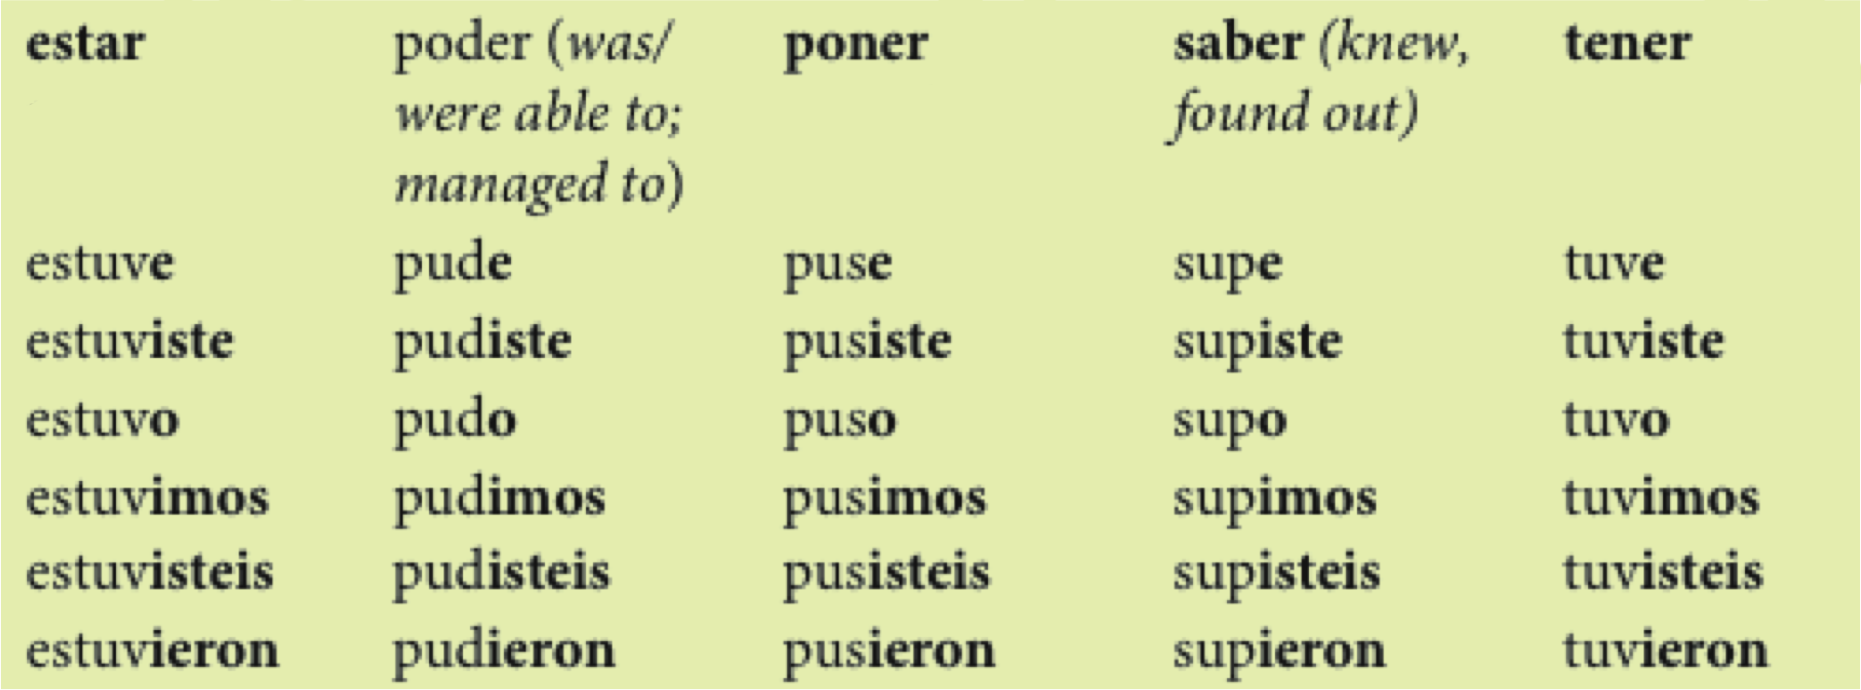 estar poder (was/ poner saber (knew, tener
were able to; found out)
managed to)
estuve pude puse supe tuve
estuviste pudiste pusiste supiste tuviste
estuvo pudo puso supo tuvo
estuvimos pudimos pusimos supimos tuvimos
estuvisteis pudisteis pusisteis supisteis tuvisteis
estuvieron pudieron pusieron supieron tuvieron